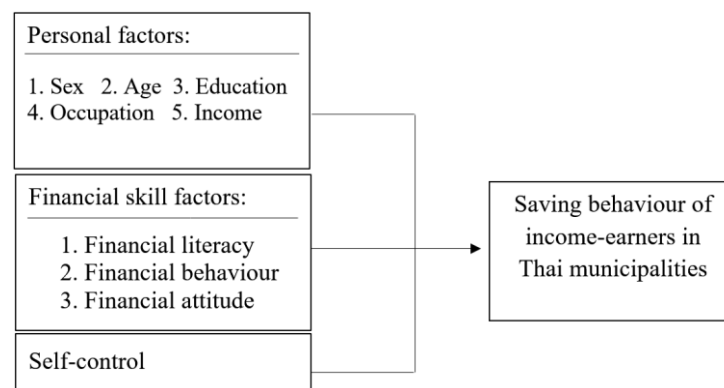 Personal factors:
1. Sex 2. Age 3. Education
4. Occupation 5. Income
Financial skill factors:
1. Financial literacy
2. Financial behaviour
3. Financial attitude
Self-control
Saving behaviour of
income-earners in
Thai municipalities